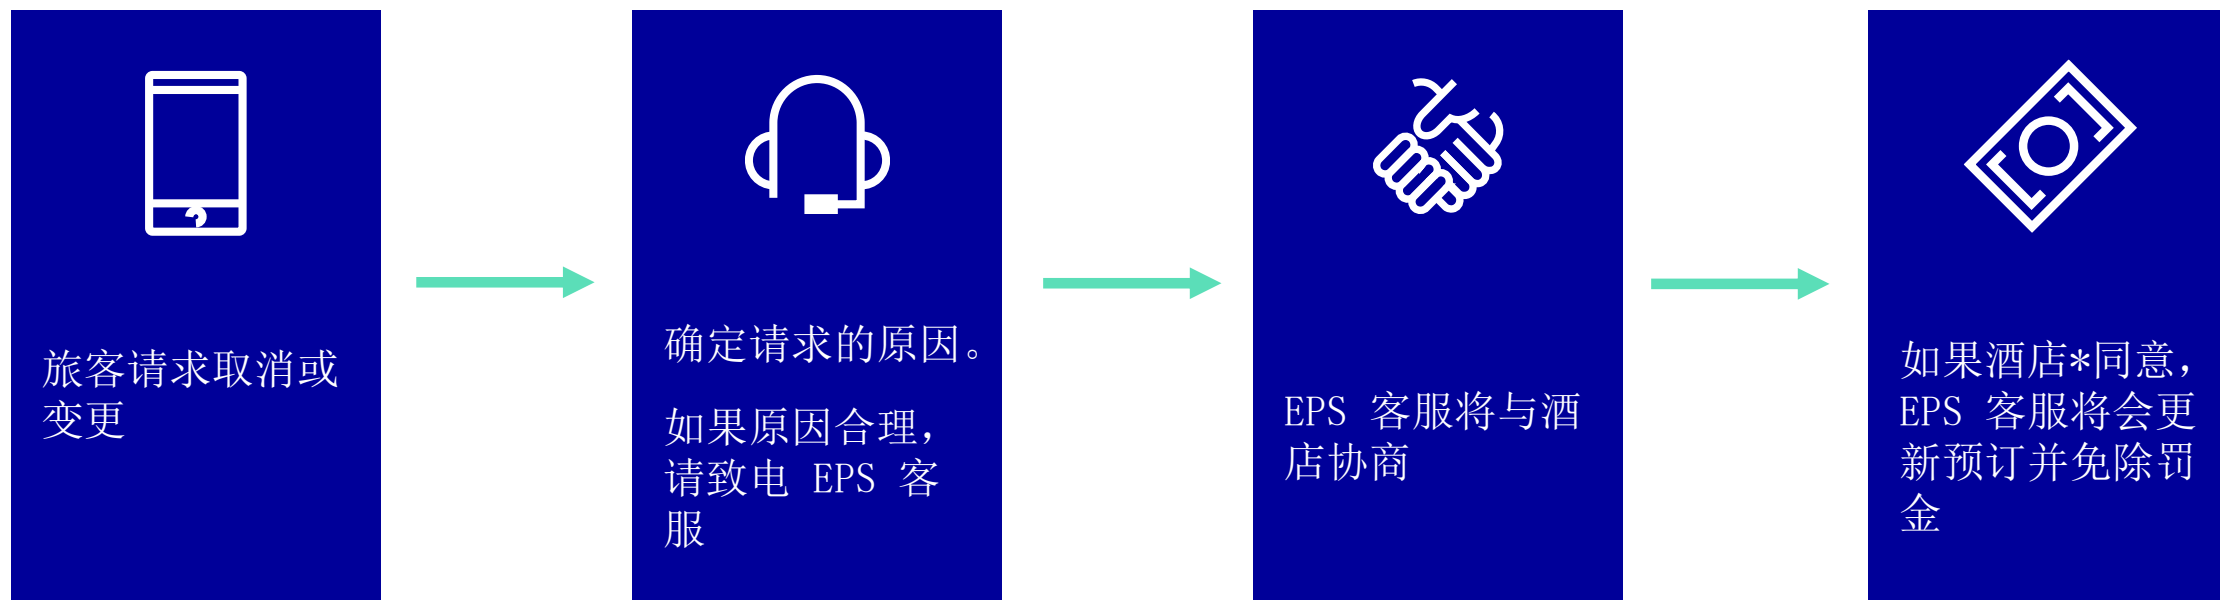 旅客请求取消或
变更
确定请求的原因。
如果原因合理，
请致电 EPS 客
服
EPS 客服将与酒
店协商
如果酒店*同意，
EPS 客服将会更
新预订并免除罚
金